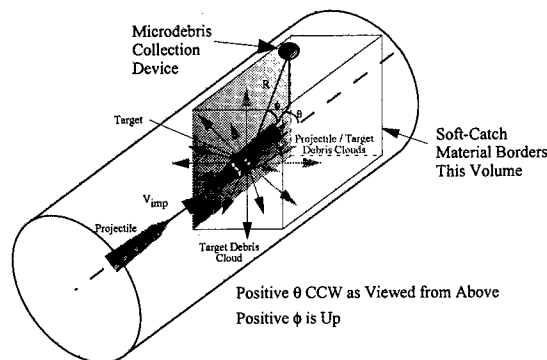 Microdebris
Collection
Device
R
φ
θ
Target
Projectile / Target
Debris Clouds
Soft-Catch
Material Borders
This Volume
V imp
Projectile
Target Debris
Cloud
Positive θ CCW as Viewed from Above
Positive ϕ is Up